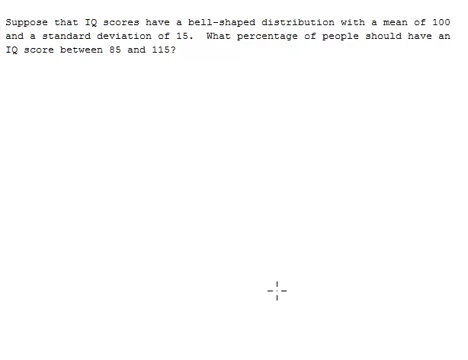 Suppose that IQ scores have a bell-shaped distribution with a mean of 100
and a standard deviation of 15.  What percentage of people should have an
IQ score between 85 and 115?